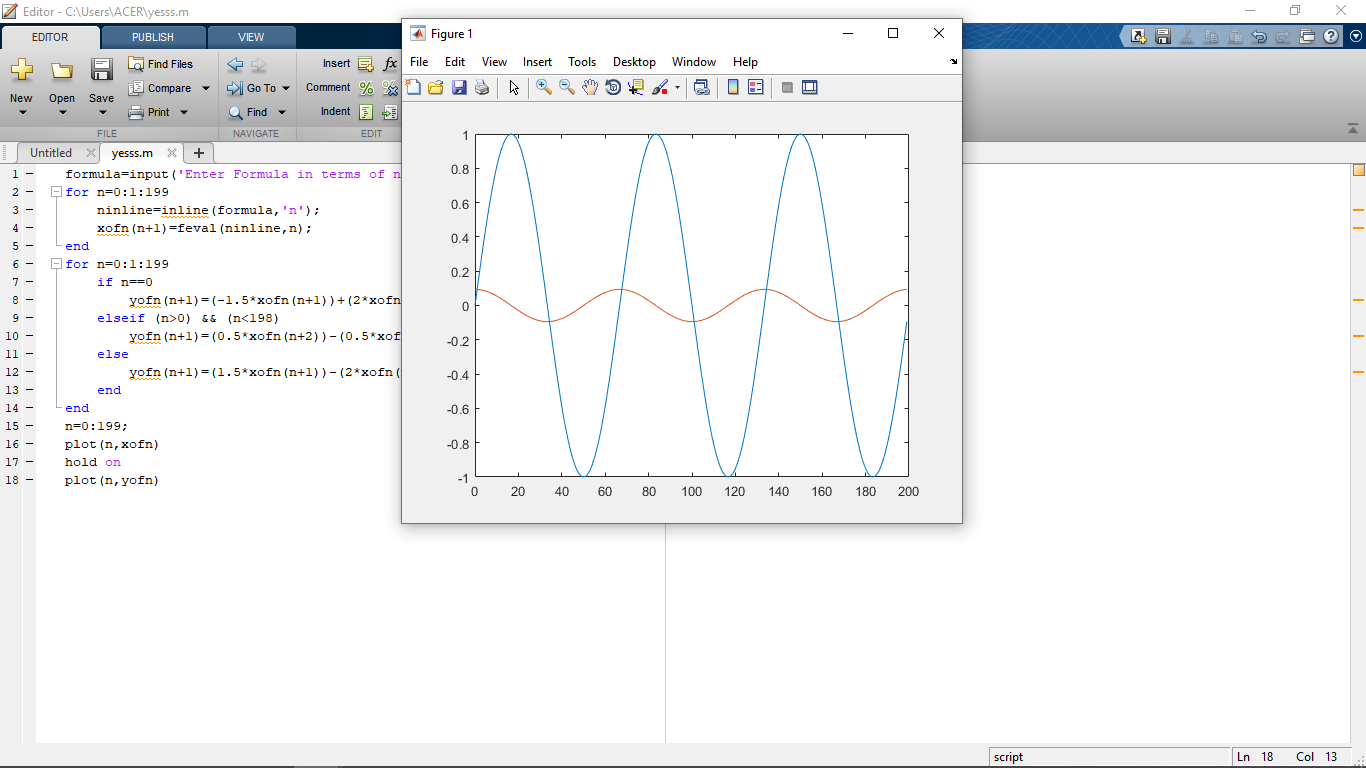 Editor - C:\Users\ACER\yesss.m
EDITOR PUBLISH VIEW
New Open Save
Find Files
Compare
Print
Go To
Find
Insert fx
Comment
Indent
FILE NAVIGATE EDIT
Untitled yesss.m +
1 formula=input('Enter Formula in terms of n
2 for n=0:1:199
3 ninline=inline(formula,'n');
4 xofn(n+1)=feval(ninline,n);
5 end
6 for n=0:1:199
7 if n==0
8 yofn(n+1)=(-1.5*xofn(n+1))+(2*xofn
9 elseif (n>0) && (n<198)
10 yofn(n+1)=(0.5*xofn(n+2))-(0.5*xof
11 else
12 yofn(n+1)=(1.5*xofn(n+1))-(2*xofn(
13 end
14 end
15 n=0:199;
16 plot(n,xofn)
17 hold on
18 plot(n,yofn)
Figure 1
File Edit View Insert Tools Desktop Window Help
1
0.8
0.6
0.4
0.2
0
-0.2
-0.4
-0.6
-0.8
-1
0 20 40 60 80 100 120 140 160 180 200
script Ln 18 Col 13